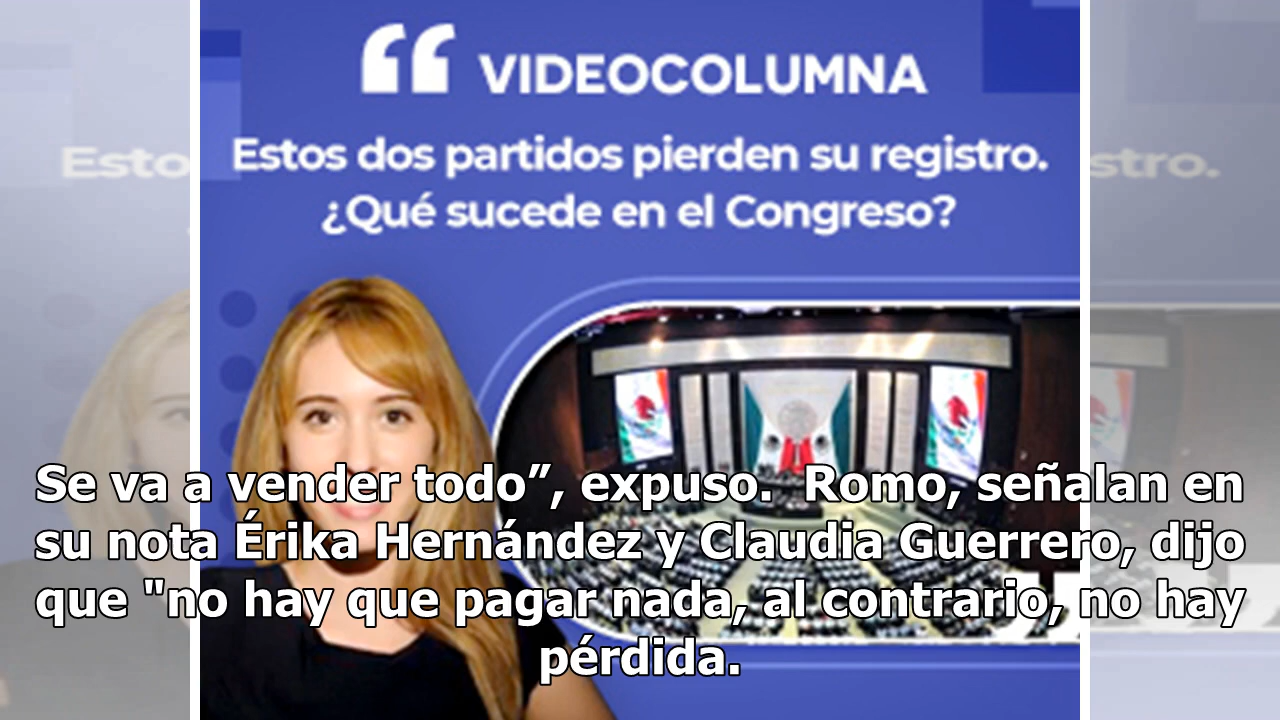 “ VIDEOCOLUMNA
Estos dos partidos pierden su registro.
¿Qué sucede en el Congreso?
Esto
stro.
Se va a vender todo”, expuso.  Romo, señalan en
su nota Érika Hernández y Claudia Guerrero, dijo
que "no hay que pagar nada, al contrario, no hay
pérdida.